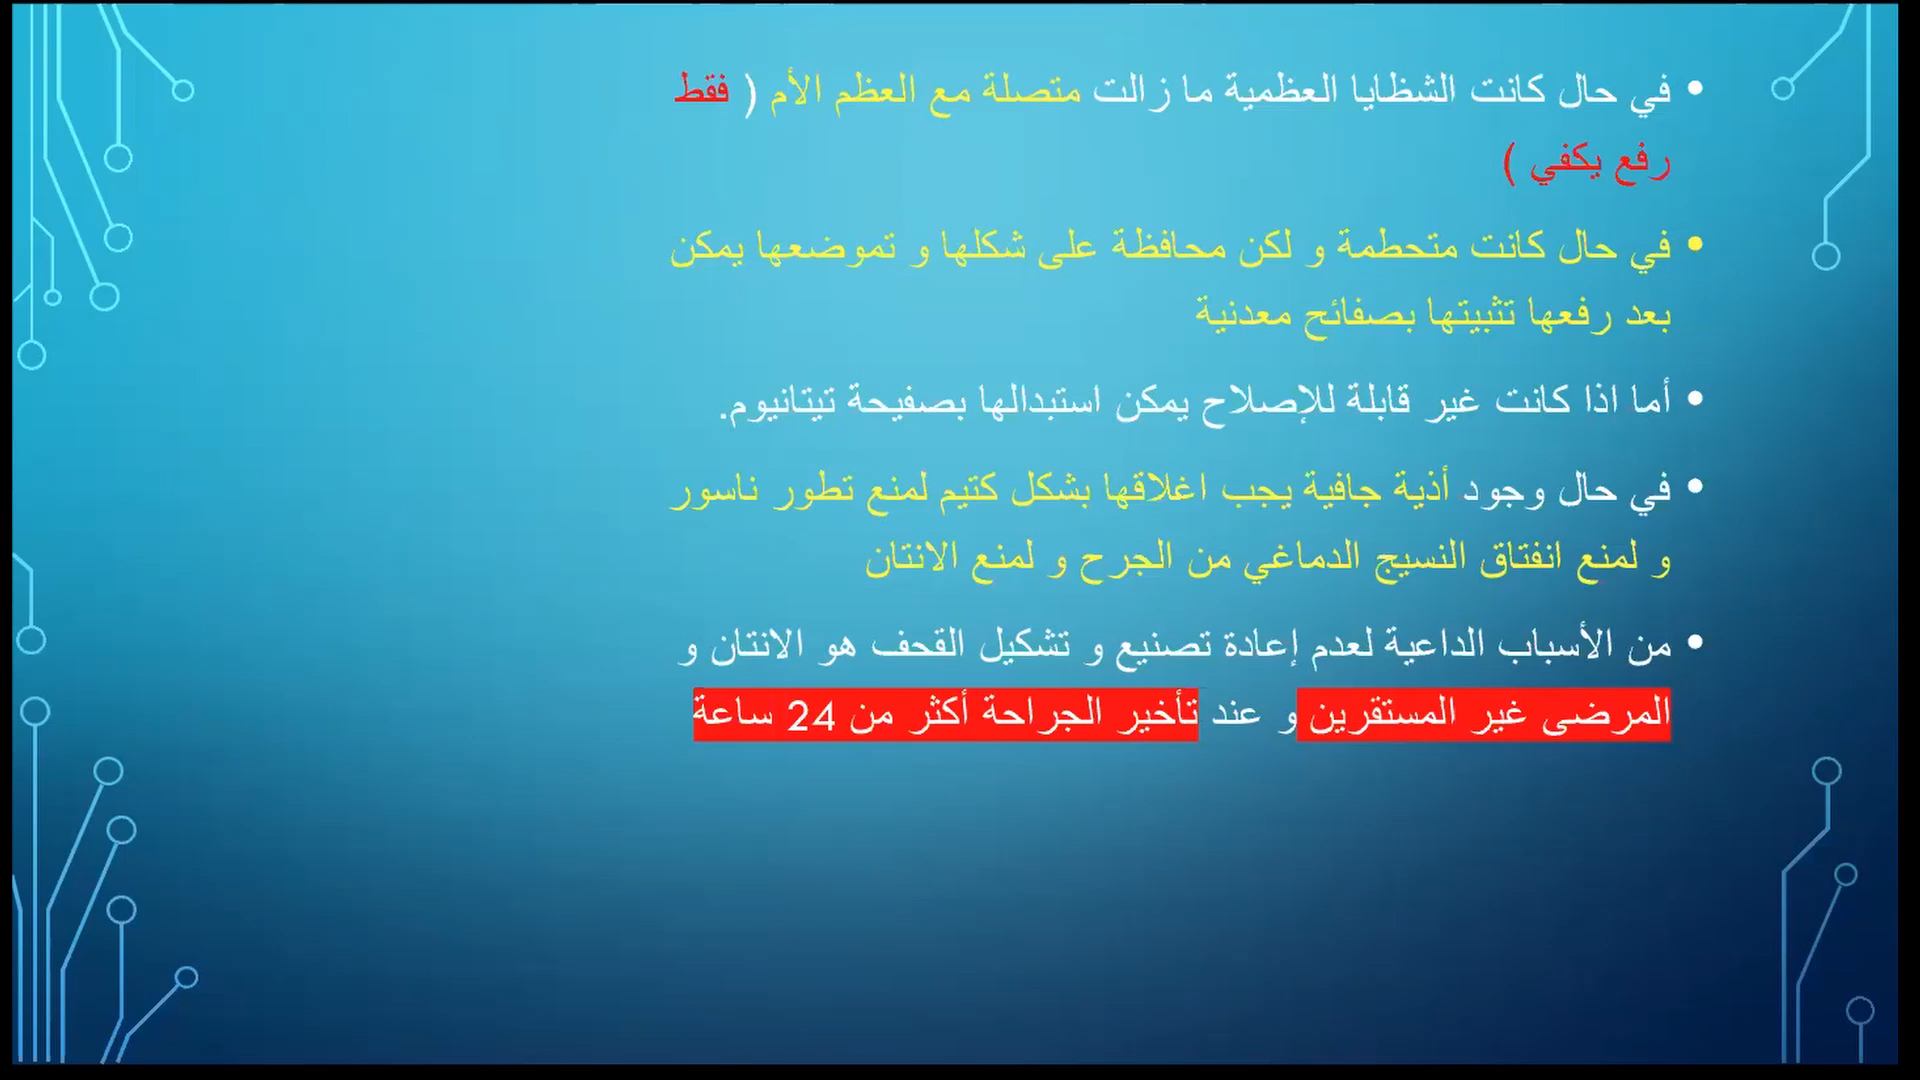 • في حال كانت الشظايا العظمية ما زالت متصلة مع العظم الأم ( فقط
رفع يكفي )
• في حال كانت متحطمة و لكن محافظة على شكلها و تموضعها يمكن
بعد رفعها تثبيتها بصفائح معدنية
• أما اذا كانت غير قابلة للإصلاح يمكن استبدالها بصفيحة تيتانيوم.
• في حال وجود أذية جافية يجب اغلاقها بشكل كتيم لمنع تطور ناسور
و لمنع انفتاق النسيج الدماغي من الجرح و لمنع الانتان
• من الأسباب الداعية لعدم إعادة تصنيع و تشكيل القحف هو الانتان و
المرضى غير المستقرين و عند تأخير الجراحة أكثر من 24 ساعة